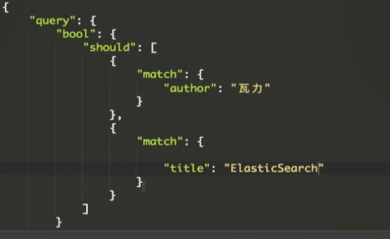 {
    "query": {
        "bool": {
            "should": [
                {
                    "match": {
                        "author": "瓦力"
                    }
                },
                {
                    "match": {
                        "title": "ElasticSearch"
                    }
                }
            ]
        }